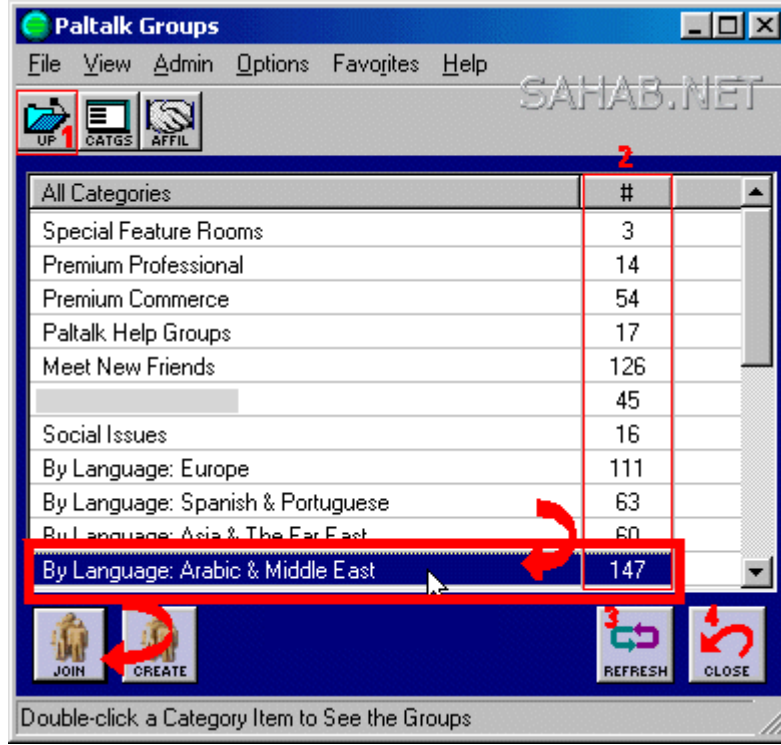 Paltalk Groups
File View Admin Options Favorites Help
SAHAB.NET
UP 1 CATGS AFFIL
2
All Categories #
Special Feature Rooms 3
Premium Professional 14
Premium Commerce 54
Paltalk Help Groups 17
Meet New Friends 126
45
Social Issues 16
By Language: Europe 111
By Language: Spanish & Portuguese 63
By Language: Asia & The Far East 60
By Language: Arabic & Middle East 147
3 4
JOIN CREATE REFRESH CLOSE
Double-click a Category Item to See the Groups